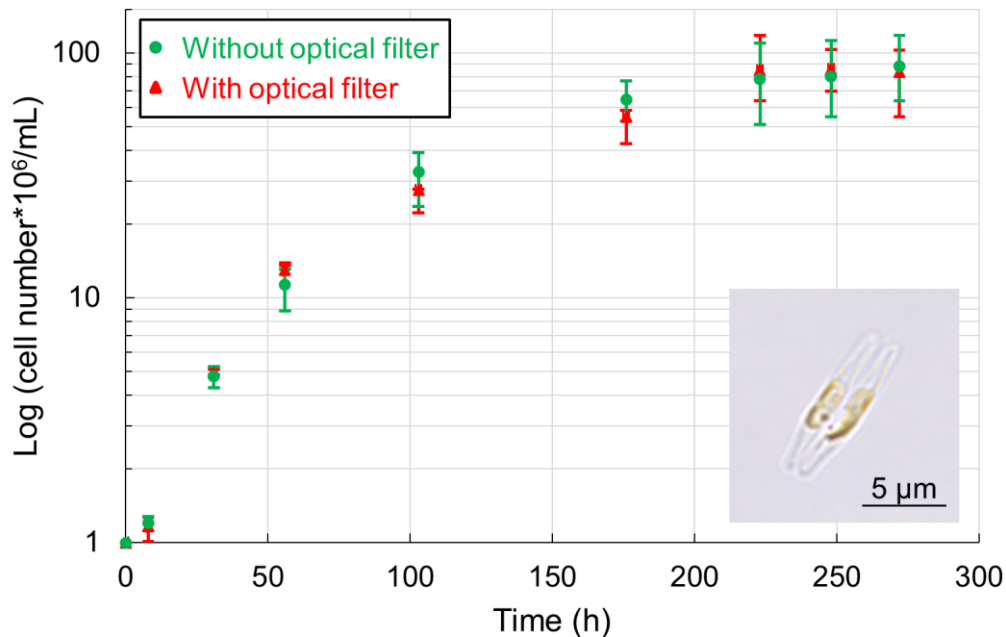 Without optical filter
With optical filter
Log (cell number*10⁶/mL)
100
10
1
5 µm
0
50
100
150
200
250
300
Time (h)